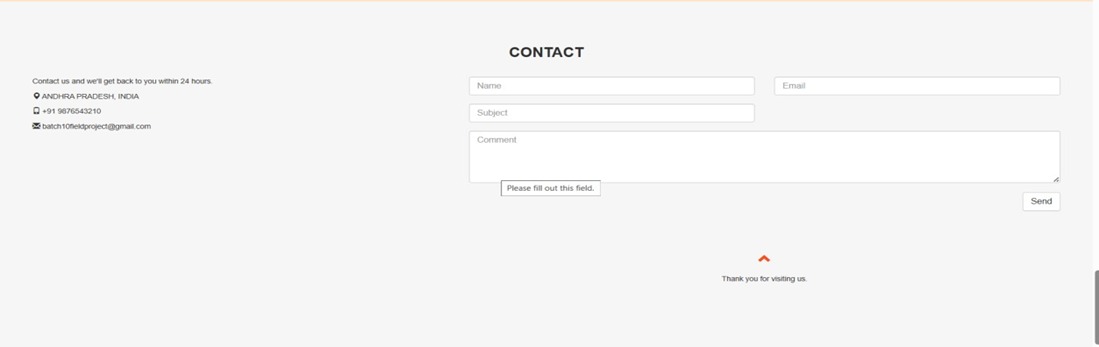 CONTACT
Contact us and we'll get back to you within 24 hours.
ANDHRA PRADESH, INDIA
+91 9876543210
batch10fieldproject@gmail.com
Name
Email
Subject
Comment
Please fill out this field.
Send
Thank you for visiting us.